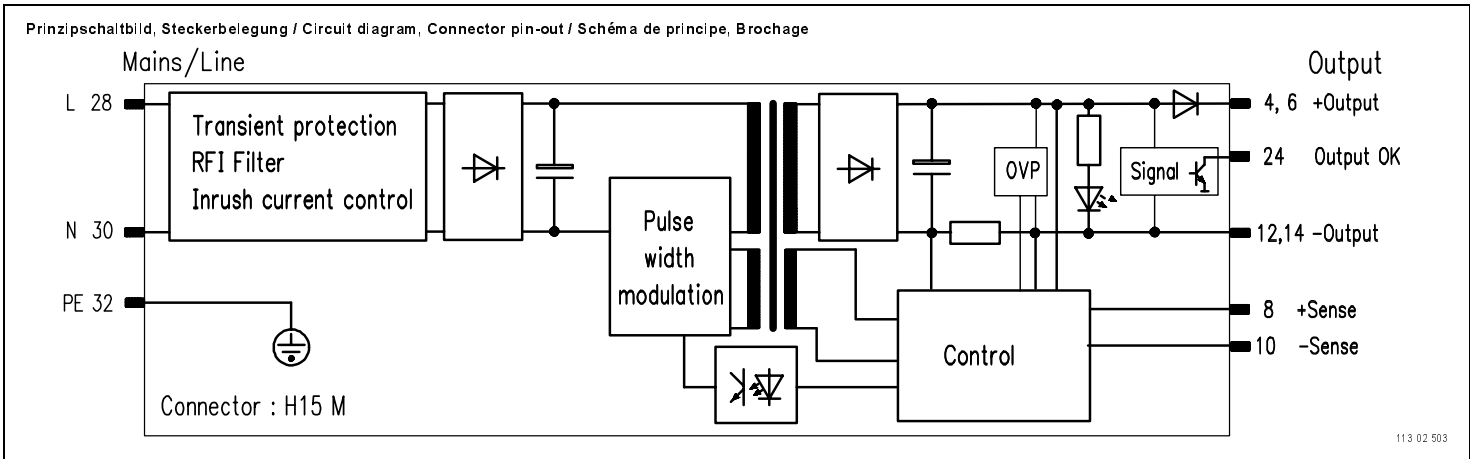 Prinzipschaltbild, Steckerbelegung / Circuit diagram, Connector pin-out / Schéma de principe, Brochage
Mains/Line
Output
L 28
Transient protection
RFI Filter
Inrush current control
N 30
PE 32
Pulse
width
modulation
OVP
Signal
Control
4, 6 +Output
24 Output OK
12,14 -Output
8 +Sense
10 -Sense
Connector : H15 M
113 02 503